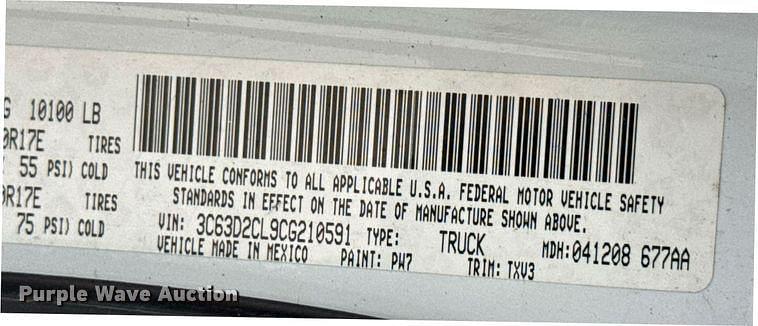 G 10100 LB
0R17E TIRES
55 PSI) COLD
0R17E TIRES
75 PSI) COLD
THIS VEHICLE CONFORMS TO ALL APPLICABLE U.S.A. FEDERAL MOTOR VEHICLE SAFETY
STANDARDS IN EFFECT ON THE DATE OF MANUFACTURE SHOWN ABOVE.
VIN: 3C63D2CL9CG210591 TYPE: TRUCK MDH: 041208 677AA
VEHICLE MADE IN MEXICO PAINT: PW7 TRIM: TXV3
Purple Wave Auction